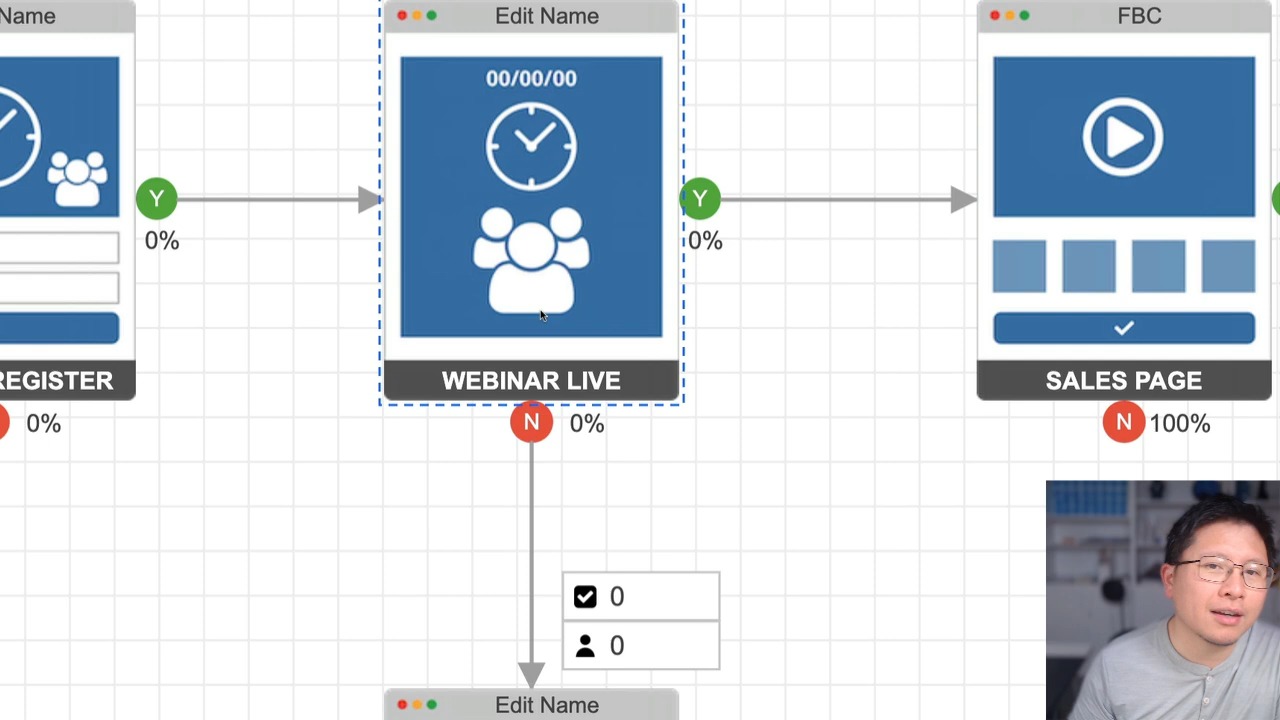 Name
Edit Name
FBC
00/00/00
Y
0%
Y
0%
REGISTER
WEBINAR LIVE
SALES PAGE
0%
N
0%
N
100%
0
0
Edit Name